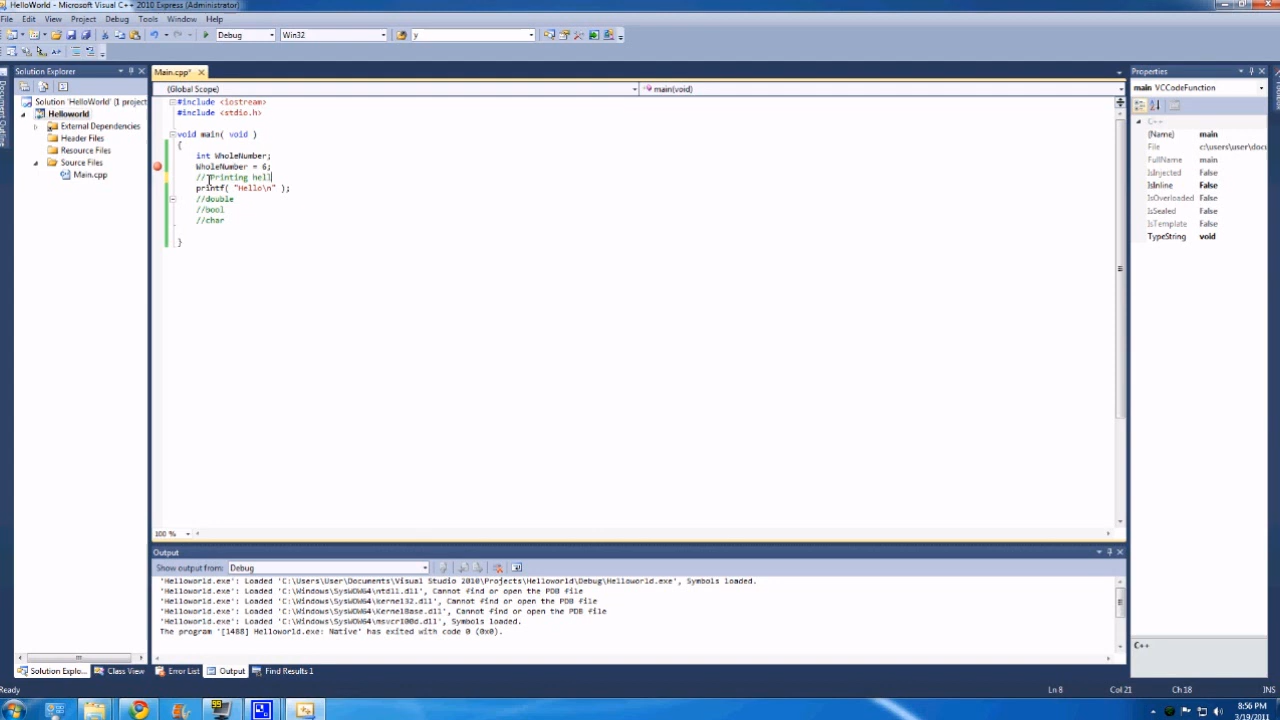 HelloWorld - Microsoft Visual C++ 2010 Express (Administrator)
File Edit View Project Debug Tools Window Help
Debug Win32 y
Solution Explorer
Solution 'HelloWorld' (1 project
Helloworld
External Dependencies
Header Files
Resource Files
Source Files
Main.cpp
Main.cpp*
(Global Scope) main(void)
#include <iostream>
#include <stdio.h>
void main( void )
{
int WholeNumber;
WholeNumber = 6;
// Printing hell
printf( "Hello\n" );
//double
//bool
//char
}
100 %
Properties
main VCCodeFunction
C++
(Name) main
File c:\users\user\docu
FullName main
IsInjected False
IsInline False
IsOverloaded False
IsSealed False
IsTemplate False
TypeString void
C++
Output
Show output from: Debug
'Helloworld.exe': Loaded 'C:\Users\User\Documents\Visual Studio 2010\Projects\Helloworld\Debug\Helloworld.exe', Symbols loaded.
'Helloworld.exe': Loaded 'C:\Windows\SysWOW64\ntdll.dll', Cannot find or open the PDB file
'Helloworld.exe': Loaded 'C:\Windows\SysWOW64\kernel32.dll', Cannot find or open the PDB file
'Helloworld.exe': Loaded 'C:\Windows\SysWOW64\KernelBase.dll', Cannot find or open the PDB file
'Helloworld.exe': Loaded 'C:\Windows\SysWOW64\msvcr100d.dll', Symbols loaded.
The program '[1488] Helloworld.exe: Native' has exited with code 0 (0x0).
Solution Explo... Class View Error List Output Find Results 1
Ready Ln 8 Col 21 Ch 18 INS
8:56 PM
3/19/2011